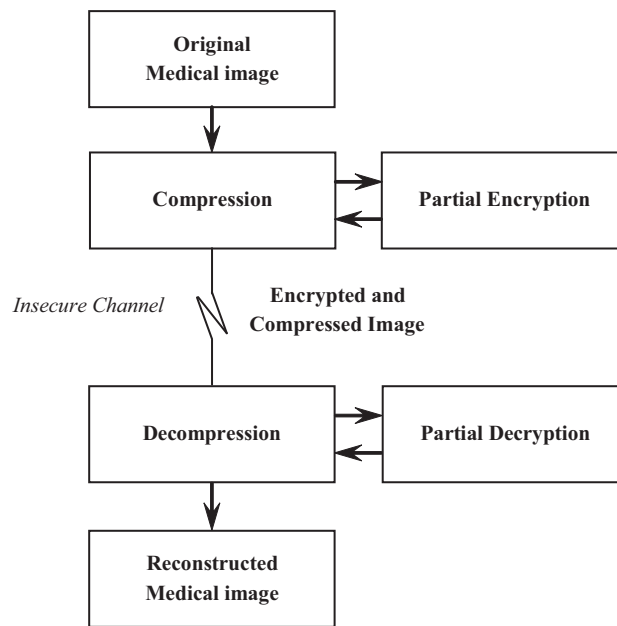 Original
Medical image
Compression
Partial Encryption
Insecure Channel
Encrypted and
Compressed Image
Decompression
Partial Decryption
Reconstructed
Medical image